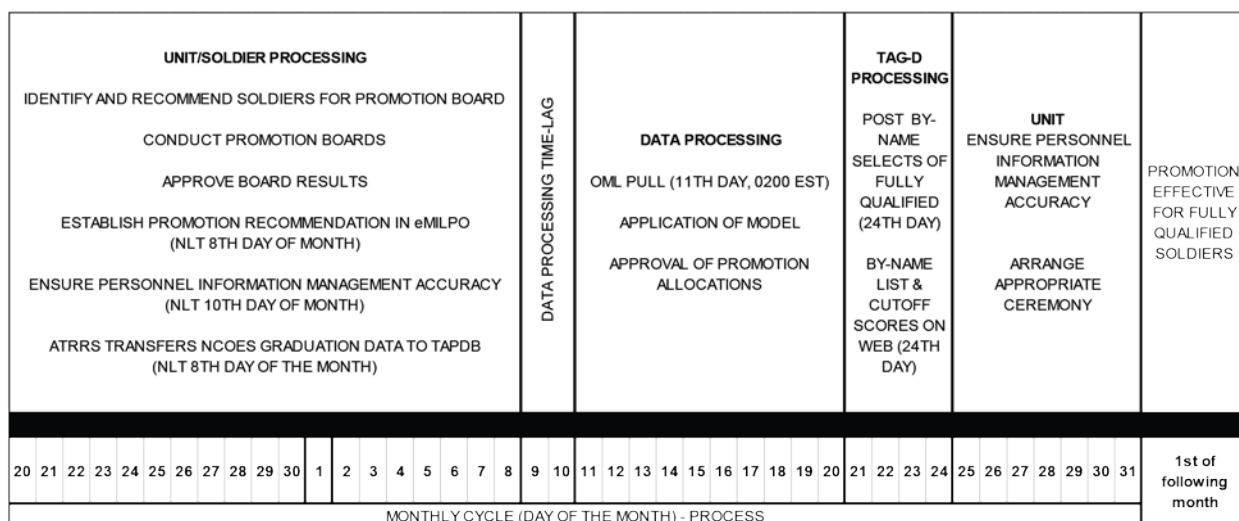 UNIT/SOLDIER PROCESSING
IDENTIFY AND RECOMMEND SOLDIERS FOR PROMOTION BOARD
CONDUCT PROMOTION BOARDS
APPROVE BOARD RESULTS
ESTABLISH PROMOTION RECOMMENDATION IN eMILPO
(NLT 8TH DAY OF MONTH)
ENSURE PERSONNEL INFORMATION MANAGEMENT ACCURACY
(NLT 10TH DAY OF MONTH)
ATRRS TRANSFERS NCOES GRADUATION DATA TO TAPDB
(NLT 8TH DAY OF THE MONTH)
DATA PROCESSING TIME-LAG
DATA PROCESSING
OML PULL (11TH DAY, 0200 EST)
APPLICATION OF MODEL
APPROVAL OF PROMOTION
ALLOCATIONS
TAG-D
PROCESSING
POST BY-
NAME
SELECTS OF
FULLY
QUALIFIED
(24TH DAY)
BY-NAME
LIST &
CUTOFF
SCORES ON
WEB (24TH
DAY)
UNIT
ENSURE PERSONNEL
INFORMATION
MANAGEMENT
ACCURACY
ARRANGE
APPROPRIATE
CEREMONY
PROMOTION
EFFECTIVE
FOR FULLY
QUALIFIED
SOLDIERS
20 21 22 23 24 25 26 27 28 29 30 1 2 3 4 5 6 7 8 9 10 11 12 13 14 15 16 17 18 19 20 21 22 23 24 25 26 27 28 29 30 31
1st of
following
month
MONTHLY CYCLE (DAY OF THE MONTH) - PROCESS